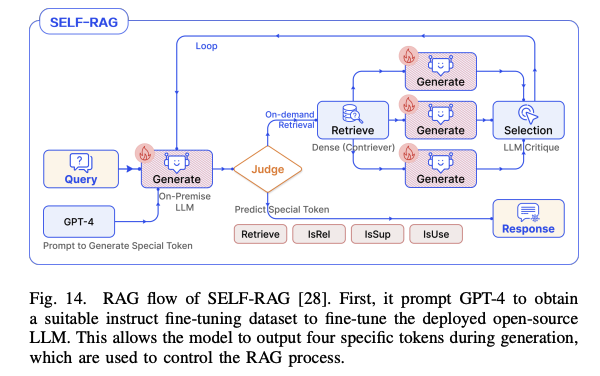 SELF-RAG
Loop
Generate
On-demand
Retrieval
Retrieve
Generate
Selection
Dense (Contriever)
LLM Critique
Judge
Query
Generate
Generate
On-Premise
LLM
GPT-4
Predict Special Token
Prompt to Generate Special Token
Retrieve
IsRel
IsSup
IsUse
Response
Fig. 14. RAG flow of SELF-RAG [28]. First, it prompt GPT-4 to obtain
a suitable instruct fine-tuning dataset to fine-tune the deployed open-source
LLM. This allows the model to output four specific tokens during generation,
which are used to control the RAG process.